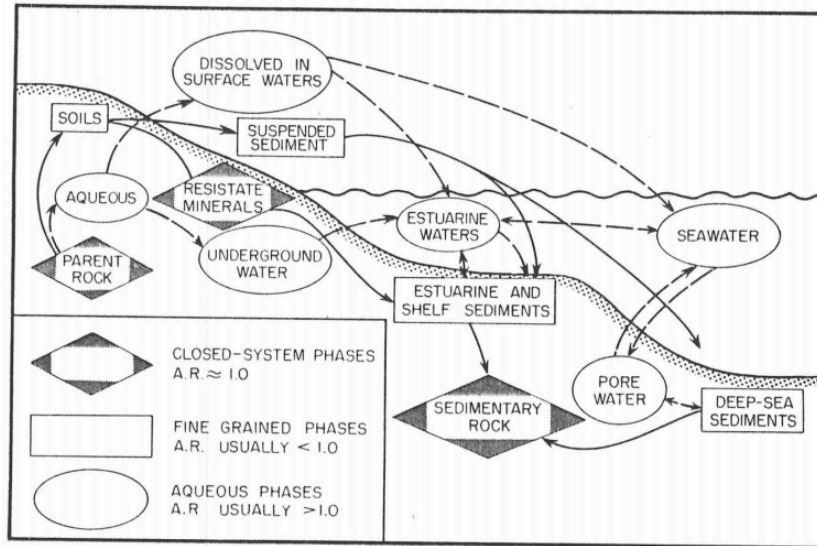 DISSOLVED IN
SURFACE WATERS
SOILS
SUSPENDED
SEDIMENT
AQUEOUS
RESISTATE
MINERALS
ESTUARINE
WATERS
SEAWATER
PARENT
ROCK
UNDERGROUND
WATER
ESTUARINE AND
SHELF SEDIMENTS
PORE
WATER
DEEP-SEA
SEDIMENTS
SEDIMENTARY
ROCK
CLOSED-SYSTEM PHASES
A.R. ≈ 1.0
FINE GRAINED PHASES
A.R. USUALLY < 1.0
AQUEOUS PHASES
A.R USUALLY >1.0